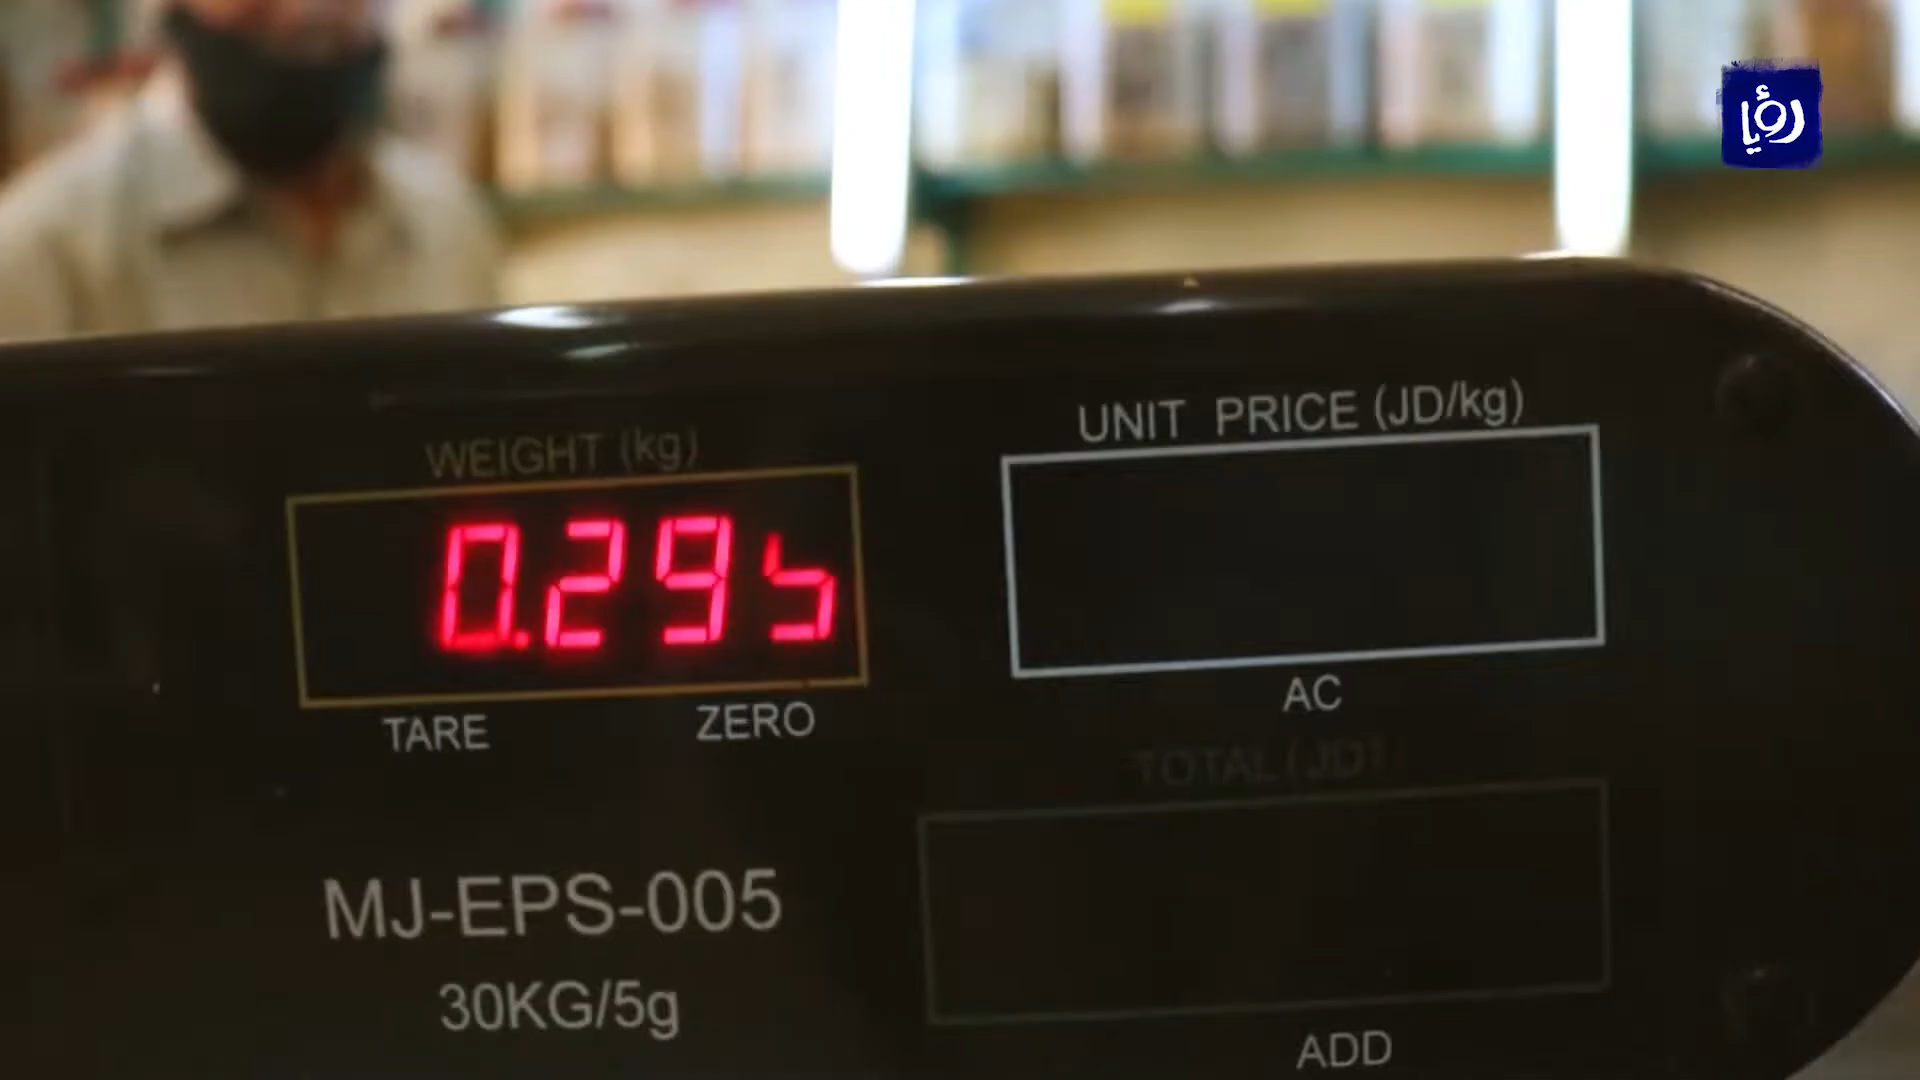 رؤيا
UNIT PRICE (JD/kg)
WEIGHT (kg)
0.295
AC
TARE ZERO
TOTAL (JD)
MJ-EPS-005
30KG/5g
ADD